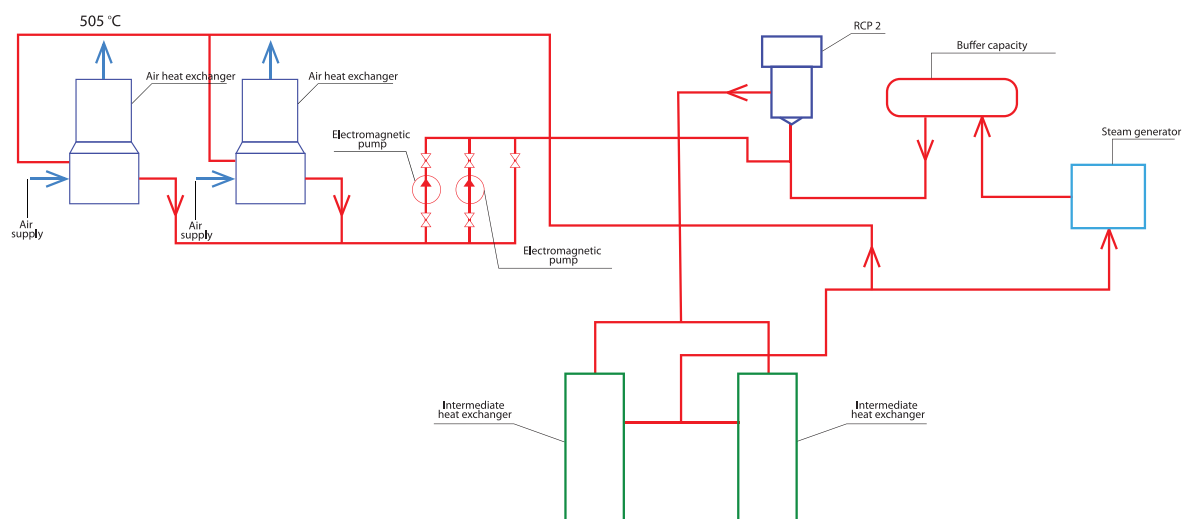 505 °C
RCP 2
Buffer capacity
Air heat exchanger
Air heat exchanger
Electromagnetic
pump
Steam generator
Air
supply
Air
supply
Electromagnetic
pump
Intermediate
heat exchanger
Intermediate
heat exchanger